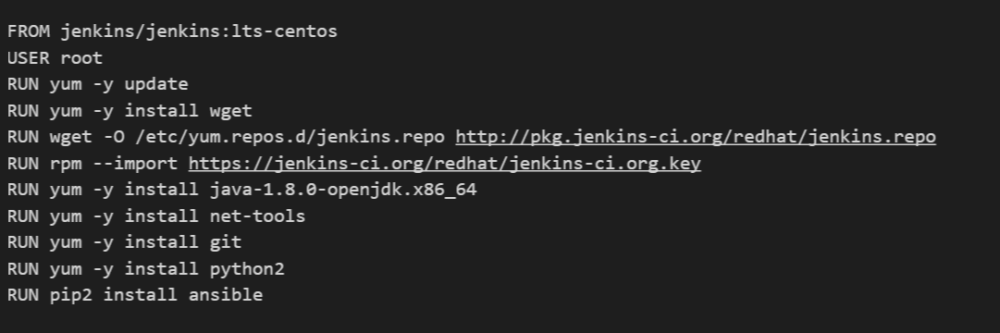 FROM jenkins/jenkins:lts-centos
USER root
RUN yum -y update
RUN yum -y install wget
RUN wget -O /etc/yum.repos.d/jenkins.repo http://pkg.jenkins-ci.org/redhat/jenkins.repo
RUN rpm --import https://jenkins-ci.org/redhat/jenkins-ci.org.key
RUN yum -y install java-1.8.0-openjdk.x86_64
RUN yum -y install net-tools
RUN yum -y install git
RUN yum -y install python2
RUN pip2 install ansible